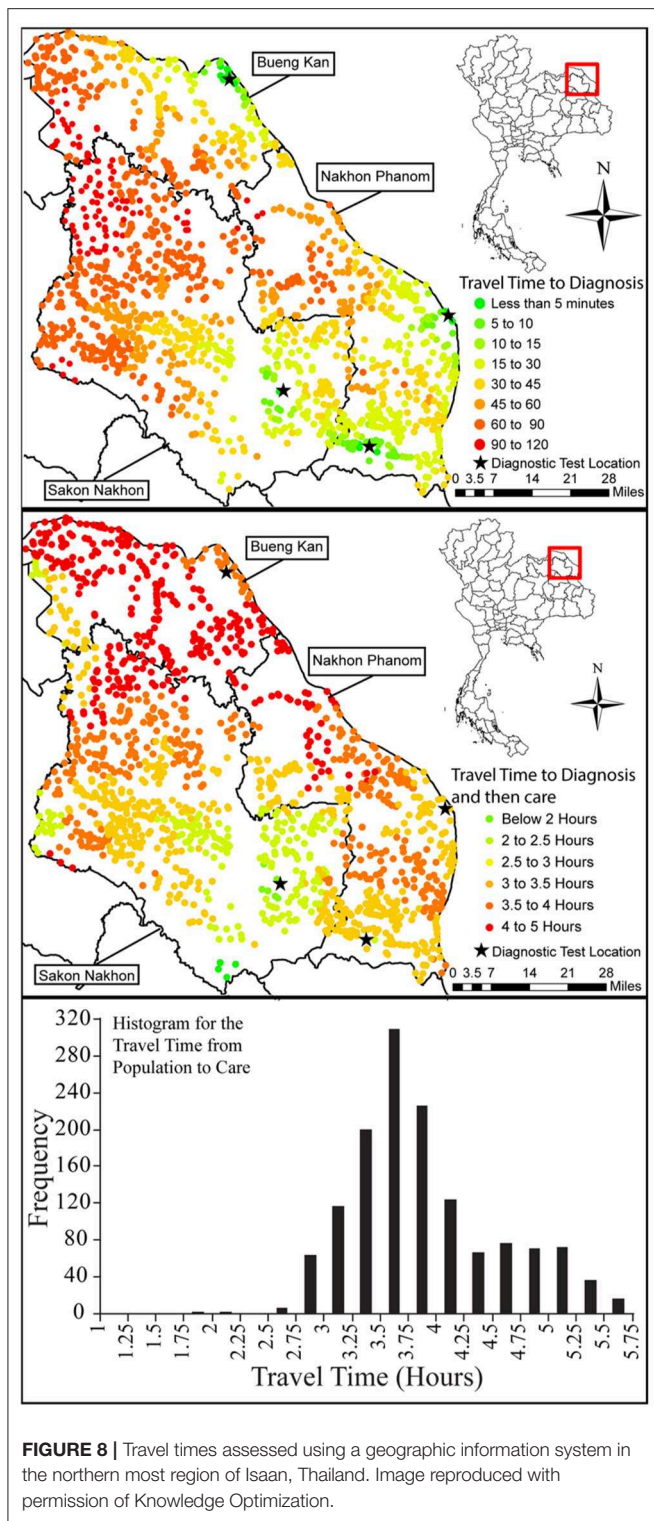 Bueng Kan
Nakhon Phanom
Sakon Nakhon
N
Travel Time to Diagnosis
Less than 5 minutes
5 to 10
10 to 15
15 to 30
30 to 45
45 to 60
60 to 90
90 to 120
Diagnostic Test Location
0 3.5 7 14 21 28
Miles
Bueng Kan
Nakhon Phanom
Sakon Nakhon
N
Travel Time to Diagnosis
and then care
Below 2 Hours
2 to 2.5 Hours
2.5 to 3 Hours
3 to 3.5 Hours
3.5 to 4 Hours
4 to 5 Hours
Diagnostic Test Location
0 3.5 7 14 21 28
Miles
Histogram for the
Travel Time from
Population to Care
Frequency
320
280
240
200
160
120
80
40
0
1 1.25 1.5 1.75 2 2.25 2.5 2.75 3 3.25 3.5 3.75 4 4.25 4.5 4.75 5 5.25 5.5 5.75
Travel Time (Hours)
FIGURE 8 | Travel times assessed using a geographic information system in
the northern most region of Isaan, Thailand. Image reproduced with
permission of Knowledge Optimization.